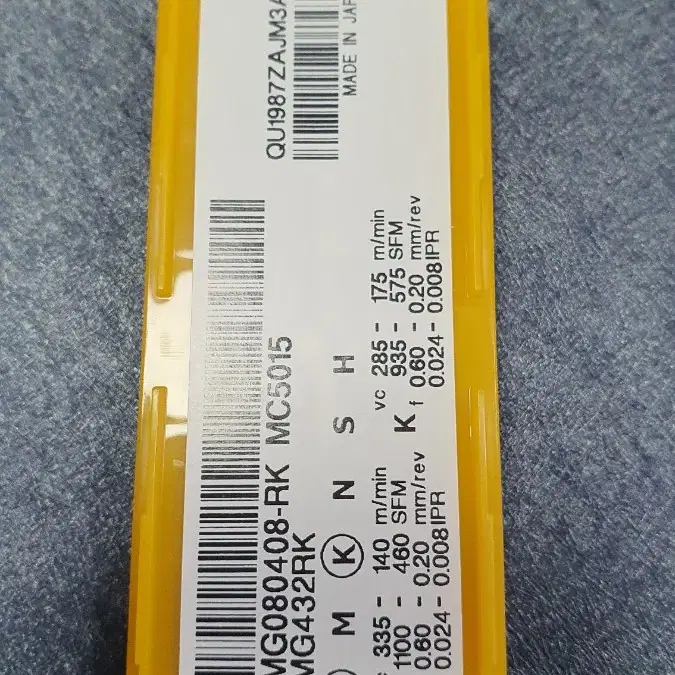 QU1987ZAJM3A
MADE IN JAP
MG080408-RK MC5015
MG432RK
M K N S H
335 - 140 m/min
1100 - 460 SFM
0.60 - 0.20 mm/rev
0.024 - 0.008IPR
K
vc 285 - 175 m/min
935 - 575 SFM
f 0.60 - 0.20 mm/rev
0.024 - 0.008IPR